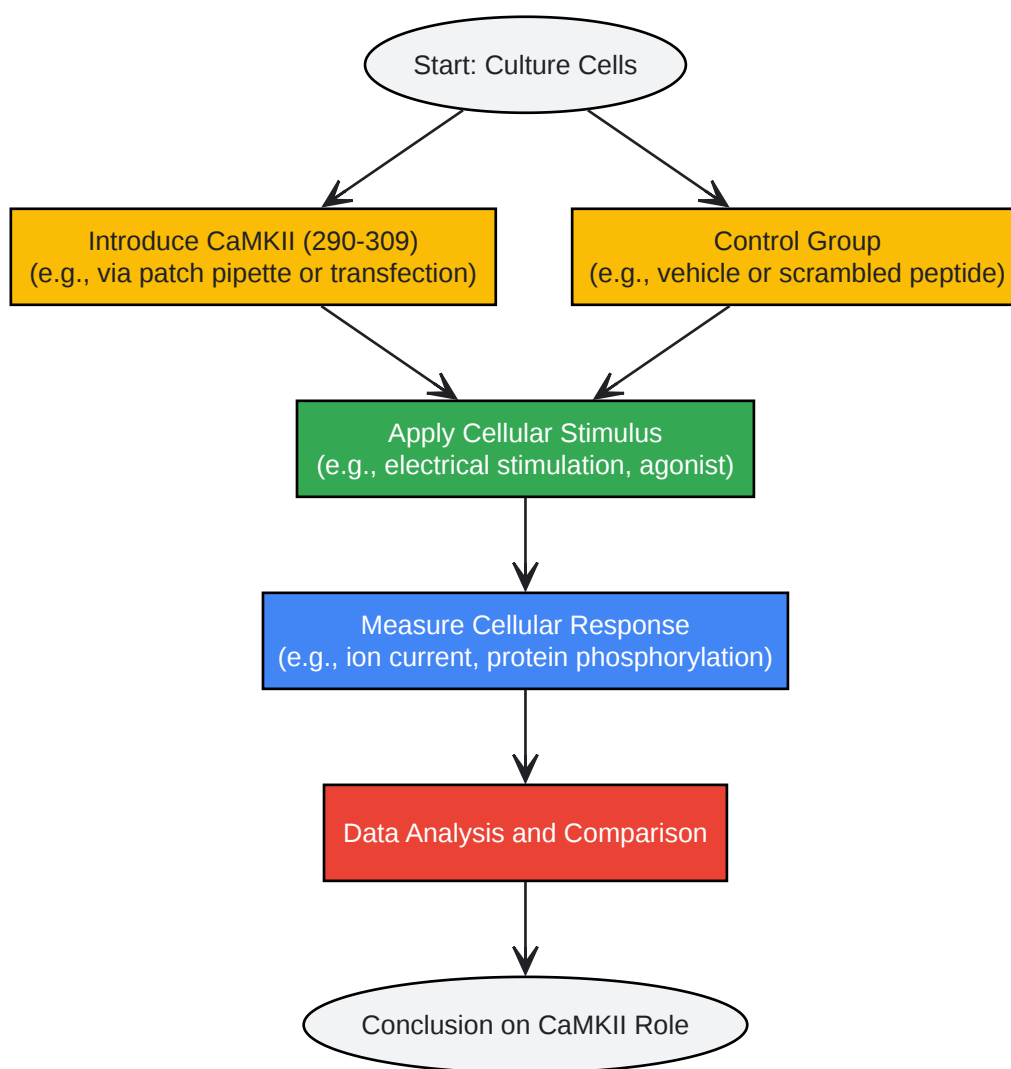 Start: Culture Cells
Introduce CaMKII (290-309)
(e.g., via patch pipette or transfection)
Control Group
(e.g., vehicle or scrambled peptide)
Apply Cellular Stimulus
(e.g., electrical stimulation, agonist)
Measure Cellular Response
(e.g., ion current, protein phosphorylation)
Data Analysis and Comparison
Conclusion on CaMKII Role